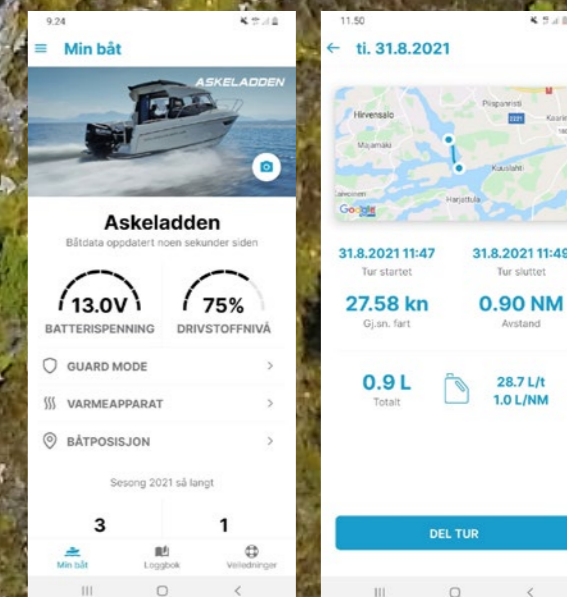 9.24
Min båt
ASKELADDEN
Askeladden
Båtdata oppdatert noen sekunder siden
13.0V
BATTERISPENNING
75%
DRIVSTOFFNIVÅ
GUARD MODE
VARMEAPPARAT
BÅTPOSISJON
Sesong 2021 så langt
3
1
Min båt
Loggbok
Veiledninger
11.50
ti. 31.8.2021
Hirvensalo
Majamäki
Piispanristi
Kaarin
Kuuslahti
Harjattula
Google
31.8.2021 11:47
Tur startet
31.8.2021 11:49
Tur sluttet
27.58 kn
Gj.sn. fart
0.90 NM
Avstand
0.9 L
Totalt
28.7 L/t
1.0 L/NM
DEL TUR